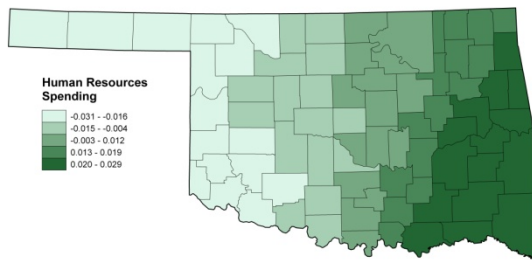 Human Resources
Spending
-0.031 - -0.016
-0.015 - -0.004
-0.003 - 0.012
0.013 - 0.019
0.020 - 0.029